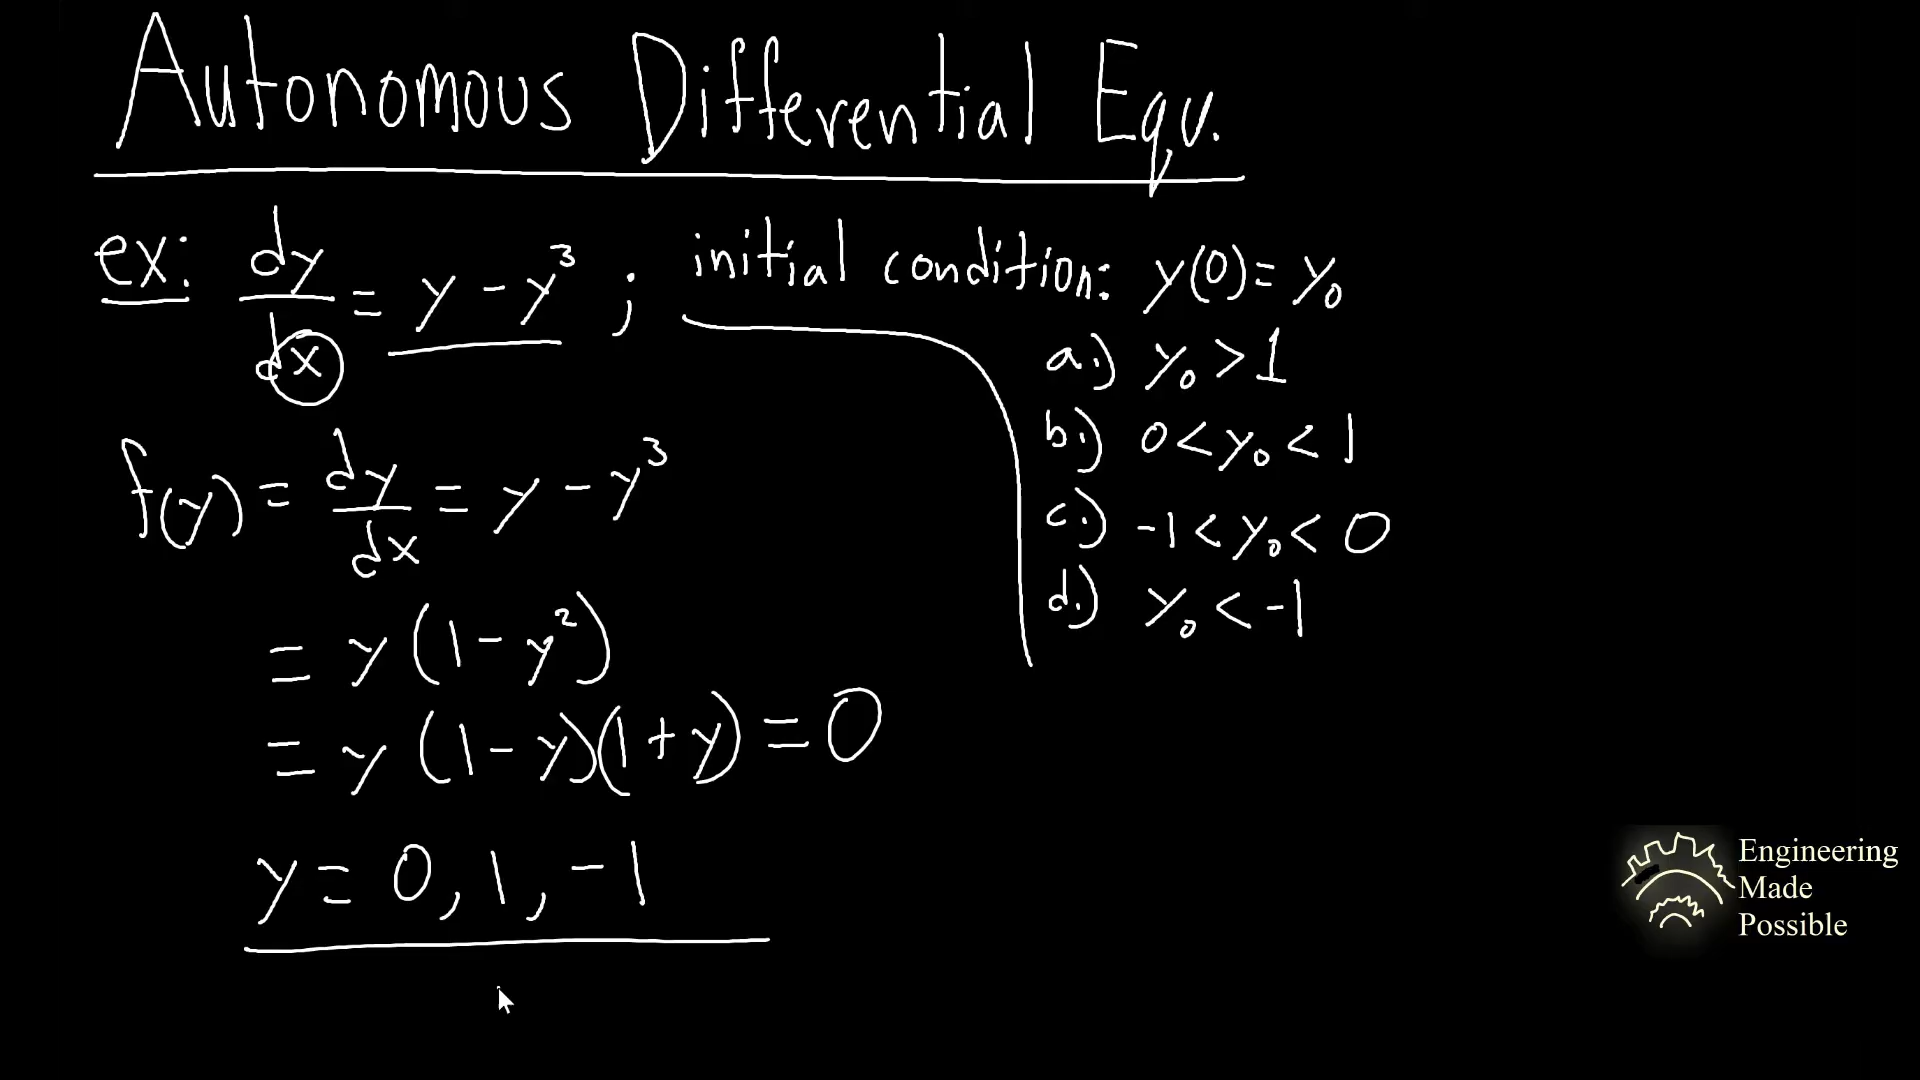 Autonomous Differential Equ.
ex: dy/dx = y - y³ ; initial condition: y(0) = y₀
a.) y₀ > 1
b.) 0 < y₀ < 1
c.) -1 < y₀ < 0
d.) y₀ < -1
f(y) = dy/dx = y - y³
= y (1 - y²)
= y (1 - y)(1 + y) = 0
y = 0, 1, -1
Engineering
Made
Possible